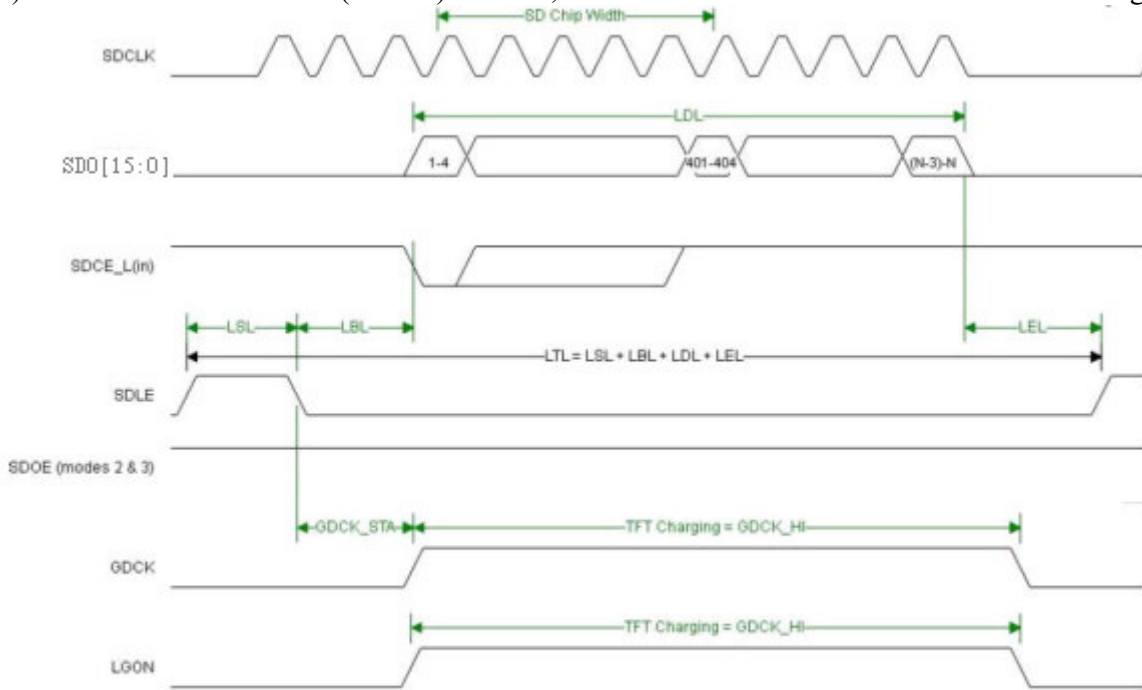 SD Chip Width
SDCLK
LDL
SDO[15:0]
1-4
401-404
(N-3)-N
SDCE_L(in)
LSL
LBL
LEL
LTL = LSL + LBL + LDL + LEL
SDLE
SDOE (modes 2 & 3)
GDCK_STA
TFT Charging = GDCK_HI
GDCK
TFT Charging = GDCK_HI
LGON